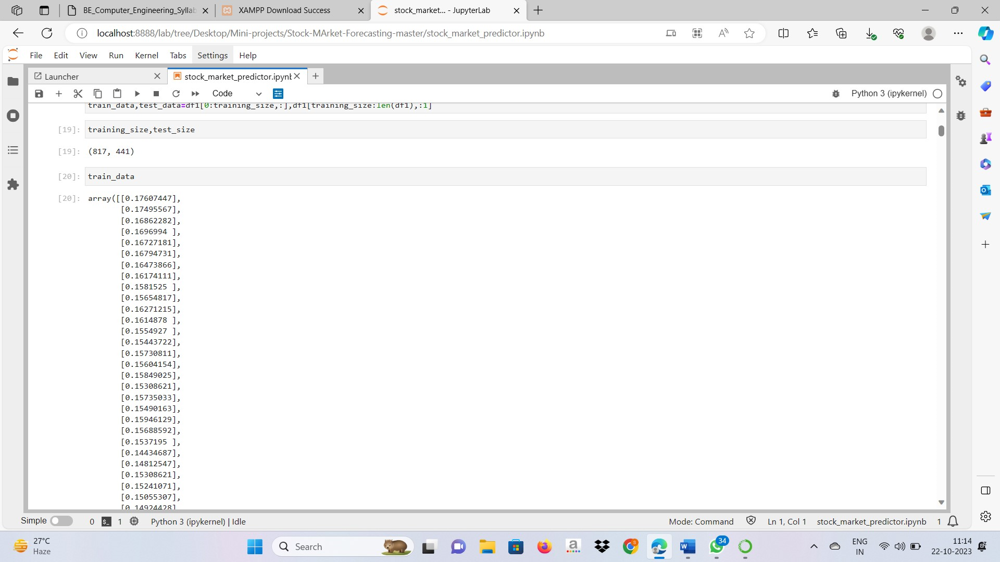 BE_Computer_Engineering_Syllab
XAMPP Download Success
stock_market... - JupyterLab
localhost:8888/lab/tree/Desktop/Mini-projects/Stock-MArket-Forecasting-master/stock_market_predictor.ipynb
File Edit View Run Kernel Tabs Settings Help
Launcher
stock_market_predictor.ipynb
Code
Python 3 (ipykernel)
train_data,test_data=df1[0:training_size,:],df1[training_size:len(df1),:1]
[19]: training_size,test_size
[19]: (817, 441)
[20]: train_data
[20]: array([[0.17607447],
[0.17495567],
[0.16862282],
[0.1696994 ],
[0.16727181],
[0.16794731],
[0.16473866],
[0.16174111],
[0.1581525 ],
[0.15654817],
[0.16271215],
[0.1614878 ],
[0.1554927 ],
[0.15443722],
[0.15730811],
[0.15604154],
[0.15849025],
[0.15308621],
[0.15735033],
[0.15490163],
[0.15946129],
[0.15688592],
[0.1537195 ],
[0.14434687],
[0.14812547],
[0.15308621],
[0.15241071],
[0.15055307],
[0.14924428]
Simple 0 $_ 1 Python 3 (ipykernel) | Idle
Mode: Command Ln 1, Col 1 stock_market_predictor.ipynb 1
27°C
Haze
Search
a
S
W
34
ENG
IN
11:14
22-10-2023